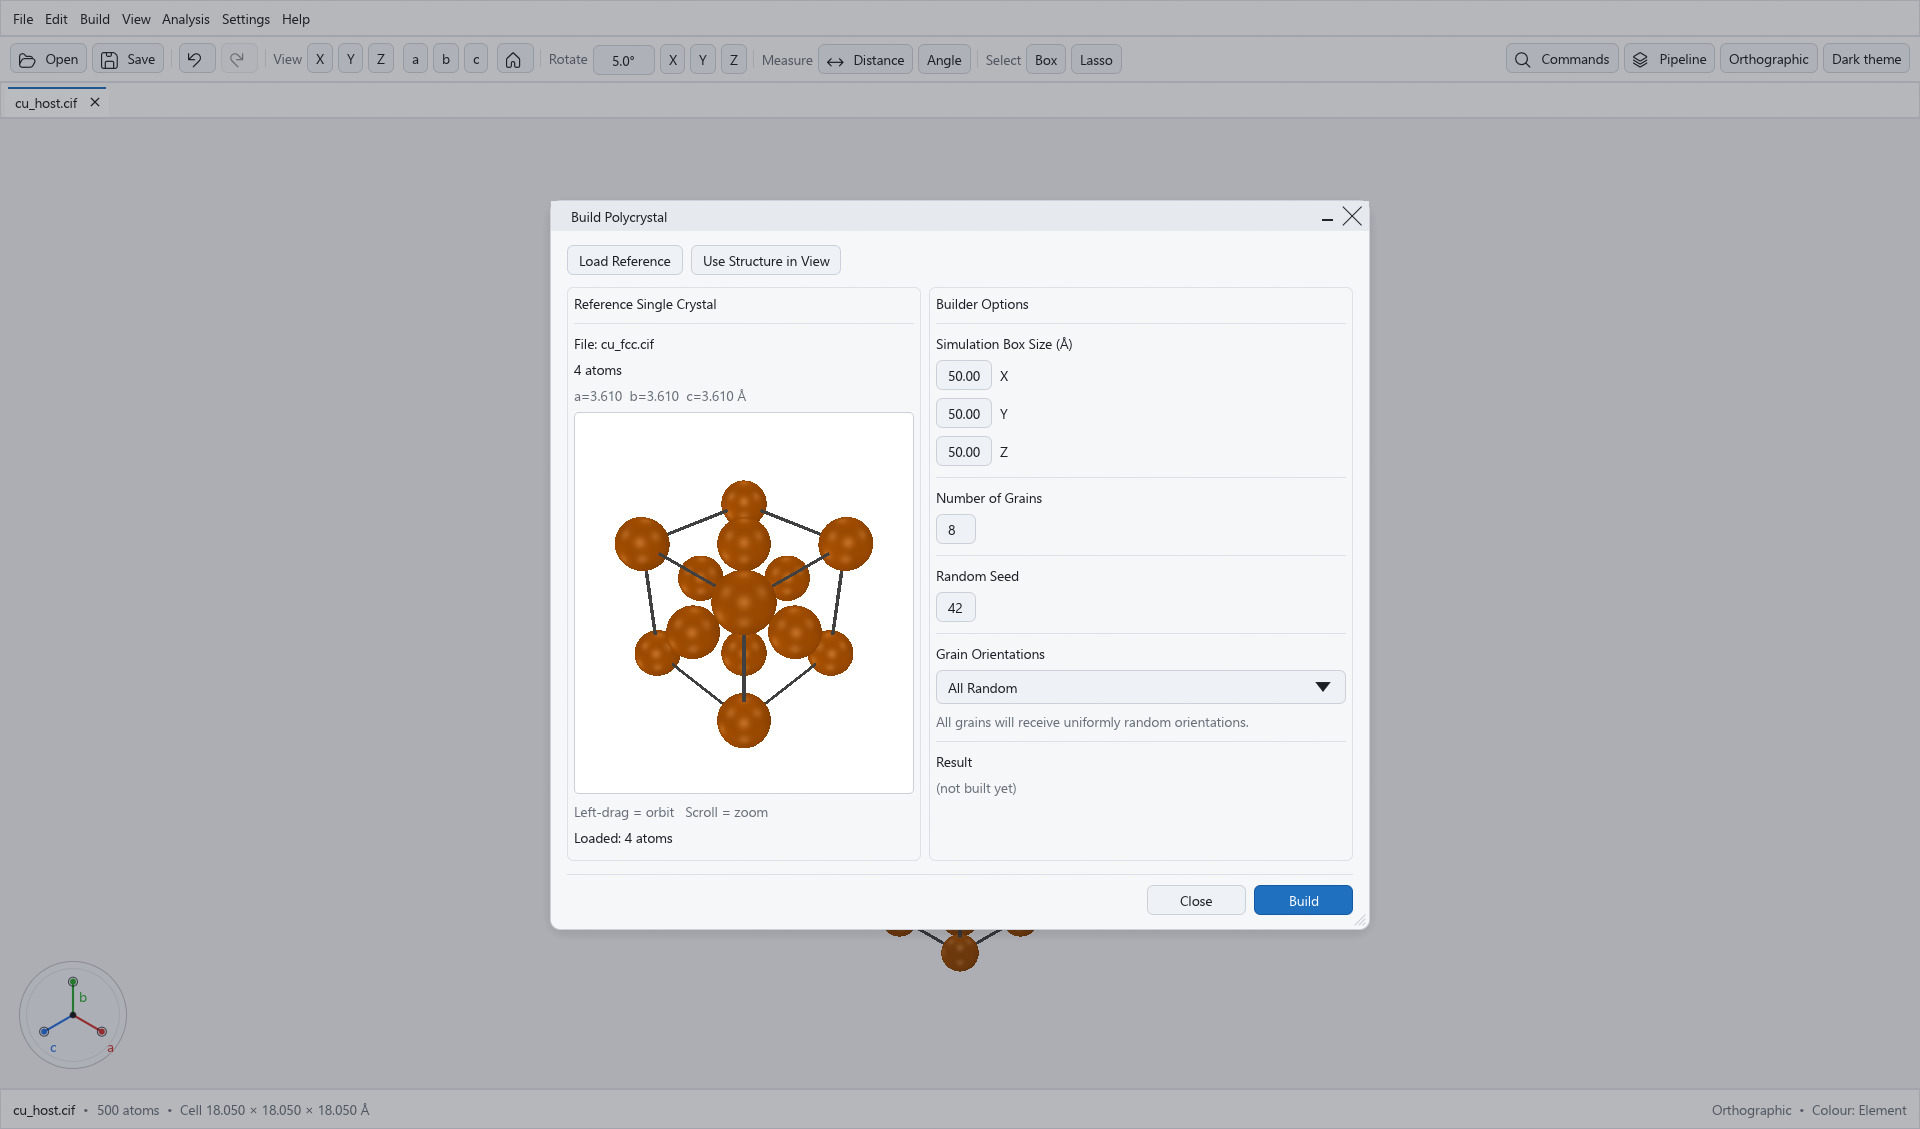 File Edit Build View Analysis Settings Help
Open Save View X Y Z a b c Rotate 5.0° X Y Z Measure Distance Angle Select Box Lasso Commands Pipeline Orthographic Dark theme
cu_host.cif
Build Polycrystal
Load Reference Use Structure in View
Reference Single Crystal
File: cu_fcc.cif
4 atoms
a=3.610 b=3.610 c=3.610 Å
Left-drag = orbit Scroll = zoom
Loaded: 4 atoms
Builder Options
Simulation Box Size (Å)
50.00 X
50.00 Y
50.00 Z
Number of Grains
8
Random Seed
42
Grain Orientations
All Random
All grains will receive uniformly random orientations.
Result
(not built yet)
Close Build
b
c a
cu_host.cif • 500 atoms • Cell 18.050 × 18.050 × 18.050 Å Orthographic • Colour: Element